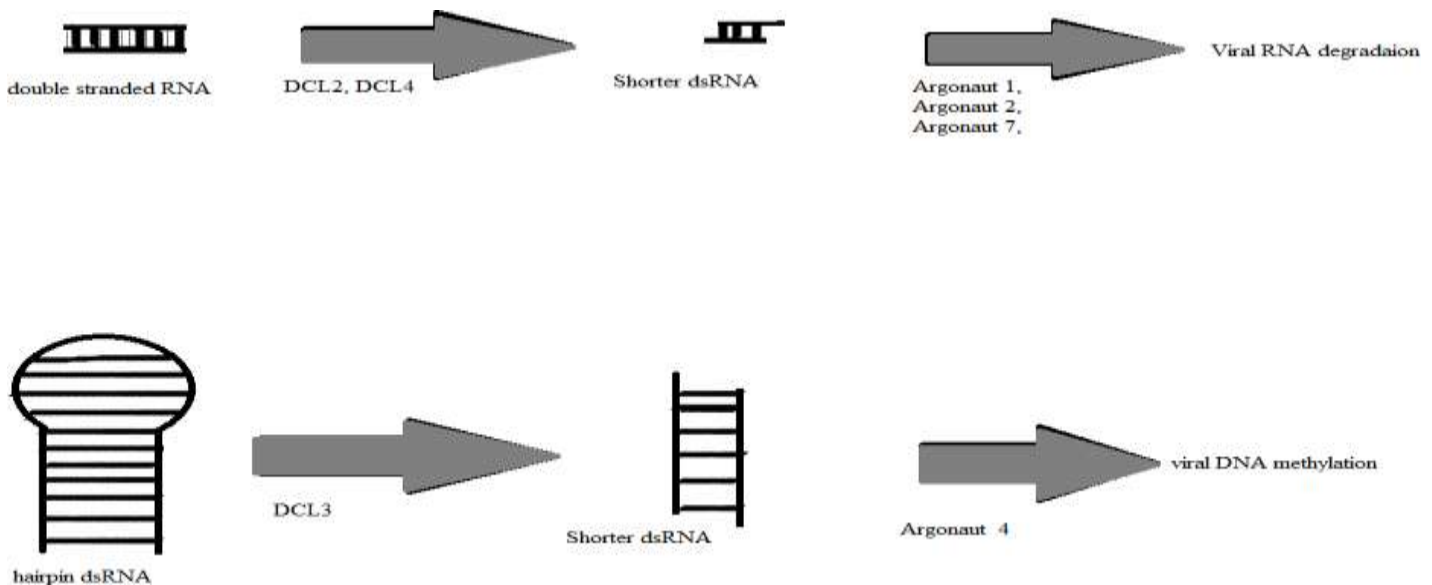 double stranded RNA
DCL2, DCL4
Shorter dsRNA
Argonaut 1,
Argonaut 2,
Argonaut 7,
Viral RNA degradaion
hairpin dsRNA
DCL3
Shorter dsRNA
Argonaut 4
viral DNA methylation